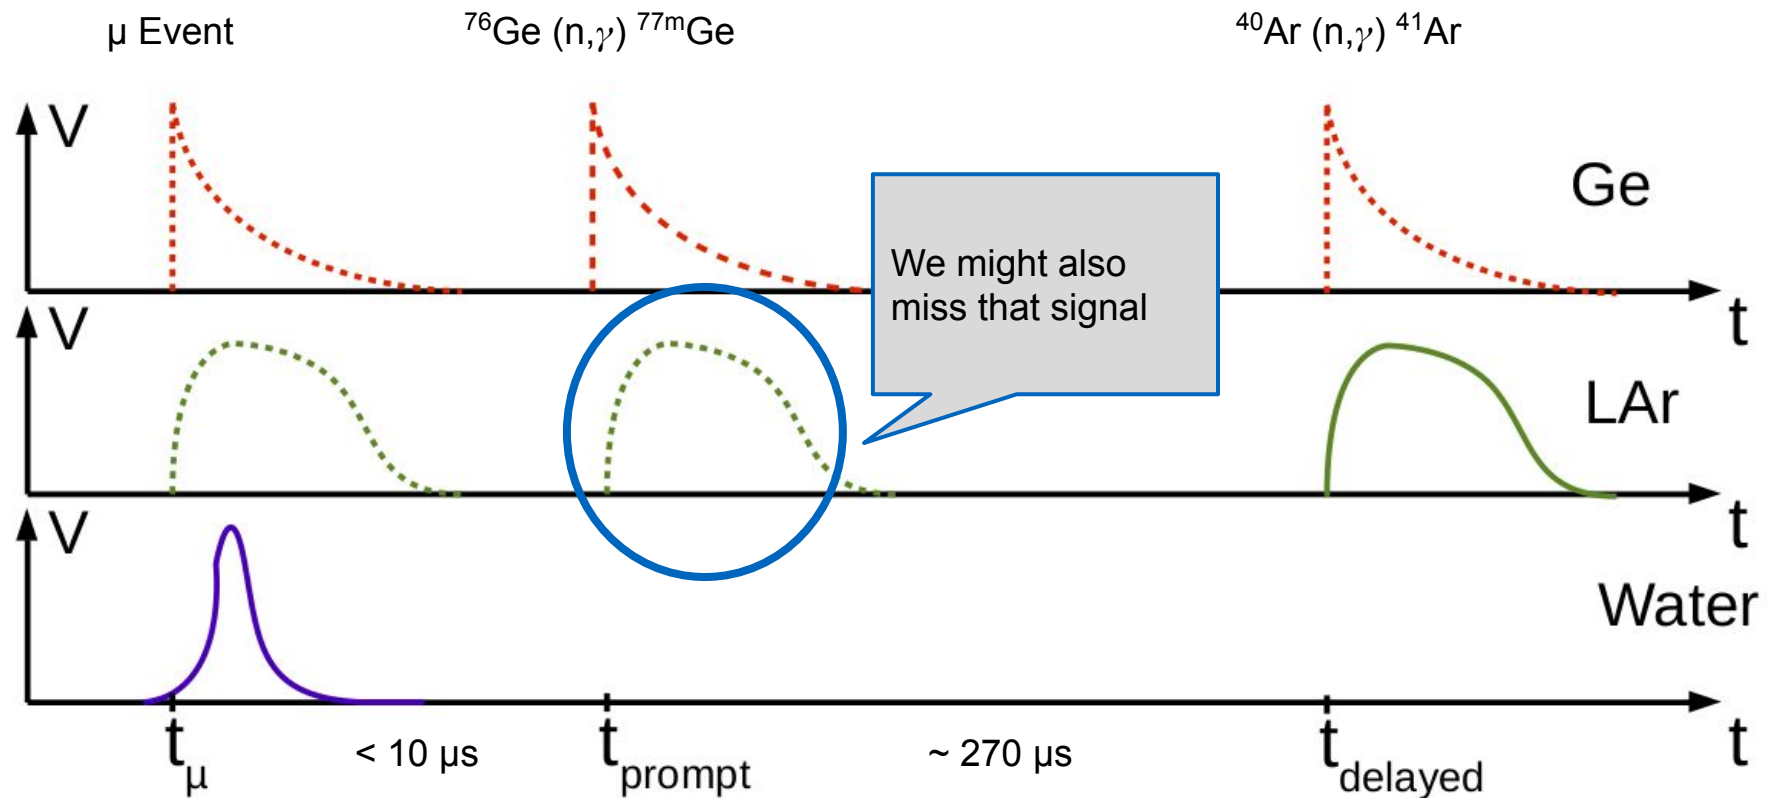 μ Event
⁷⁶Ge (n,γ) ⁷⁷ᵐGe
⁴⁰Ar (n,γ) ⁴¹Ar
V
Ge
We might also
miss that signal
t
V
LAr
t
V
Water
t
t_μ
< 10 μs
t_prompt
~ 270 μs
t_delayed